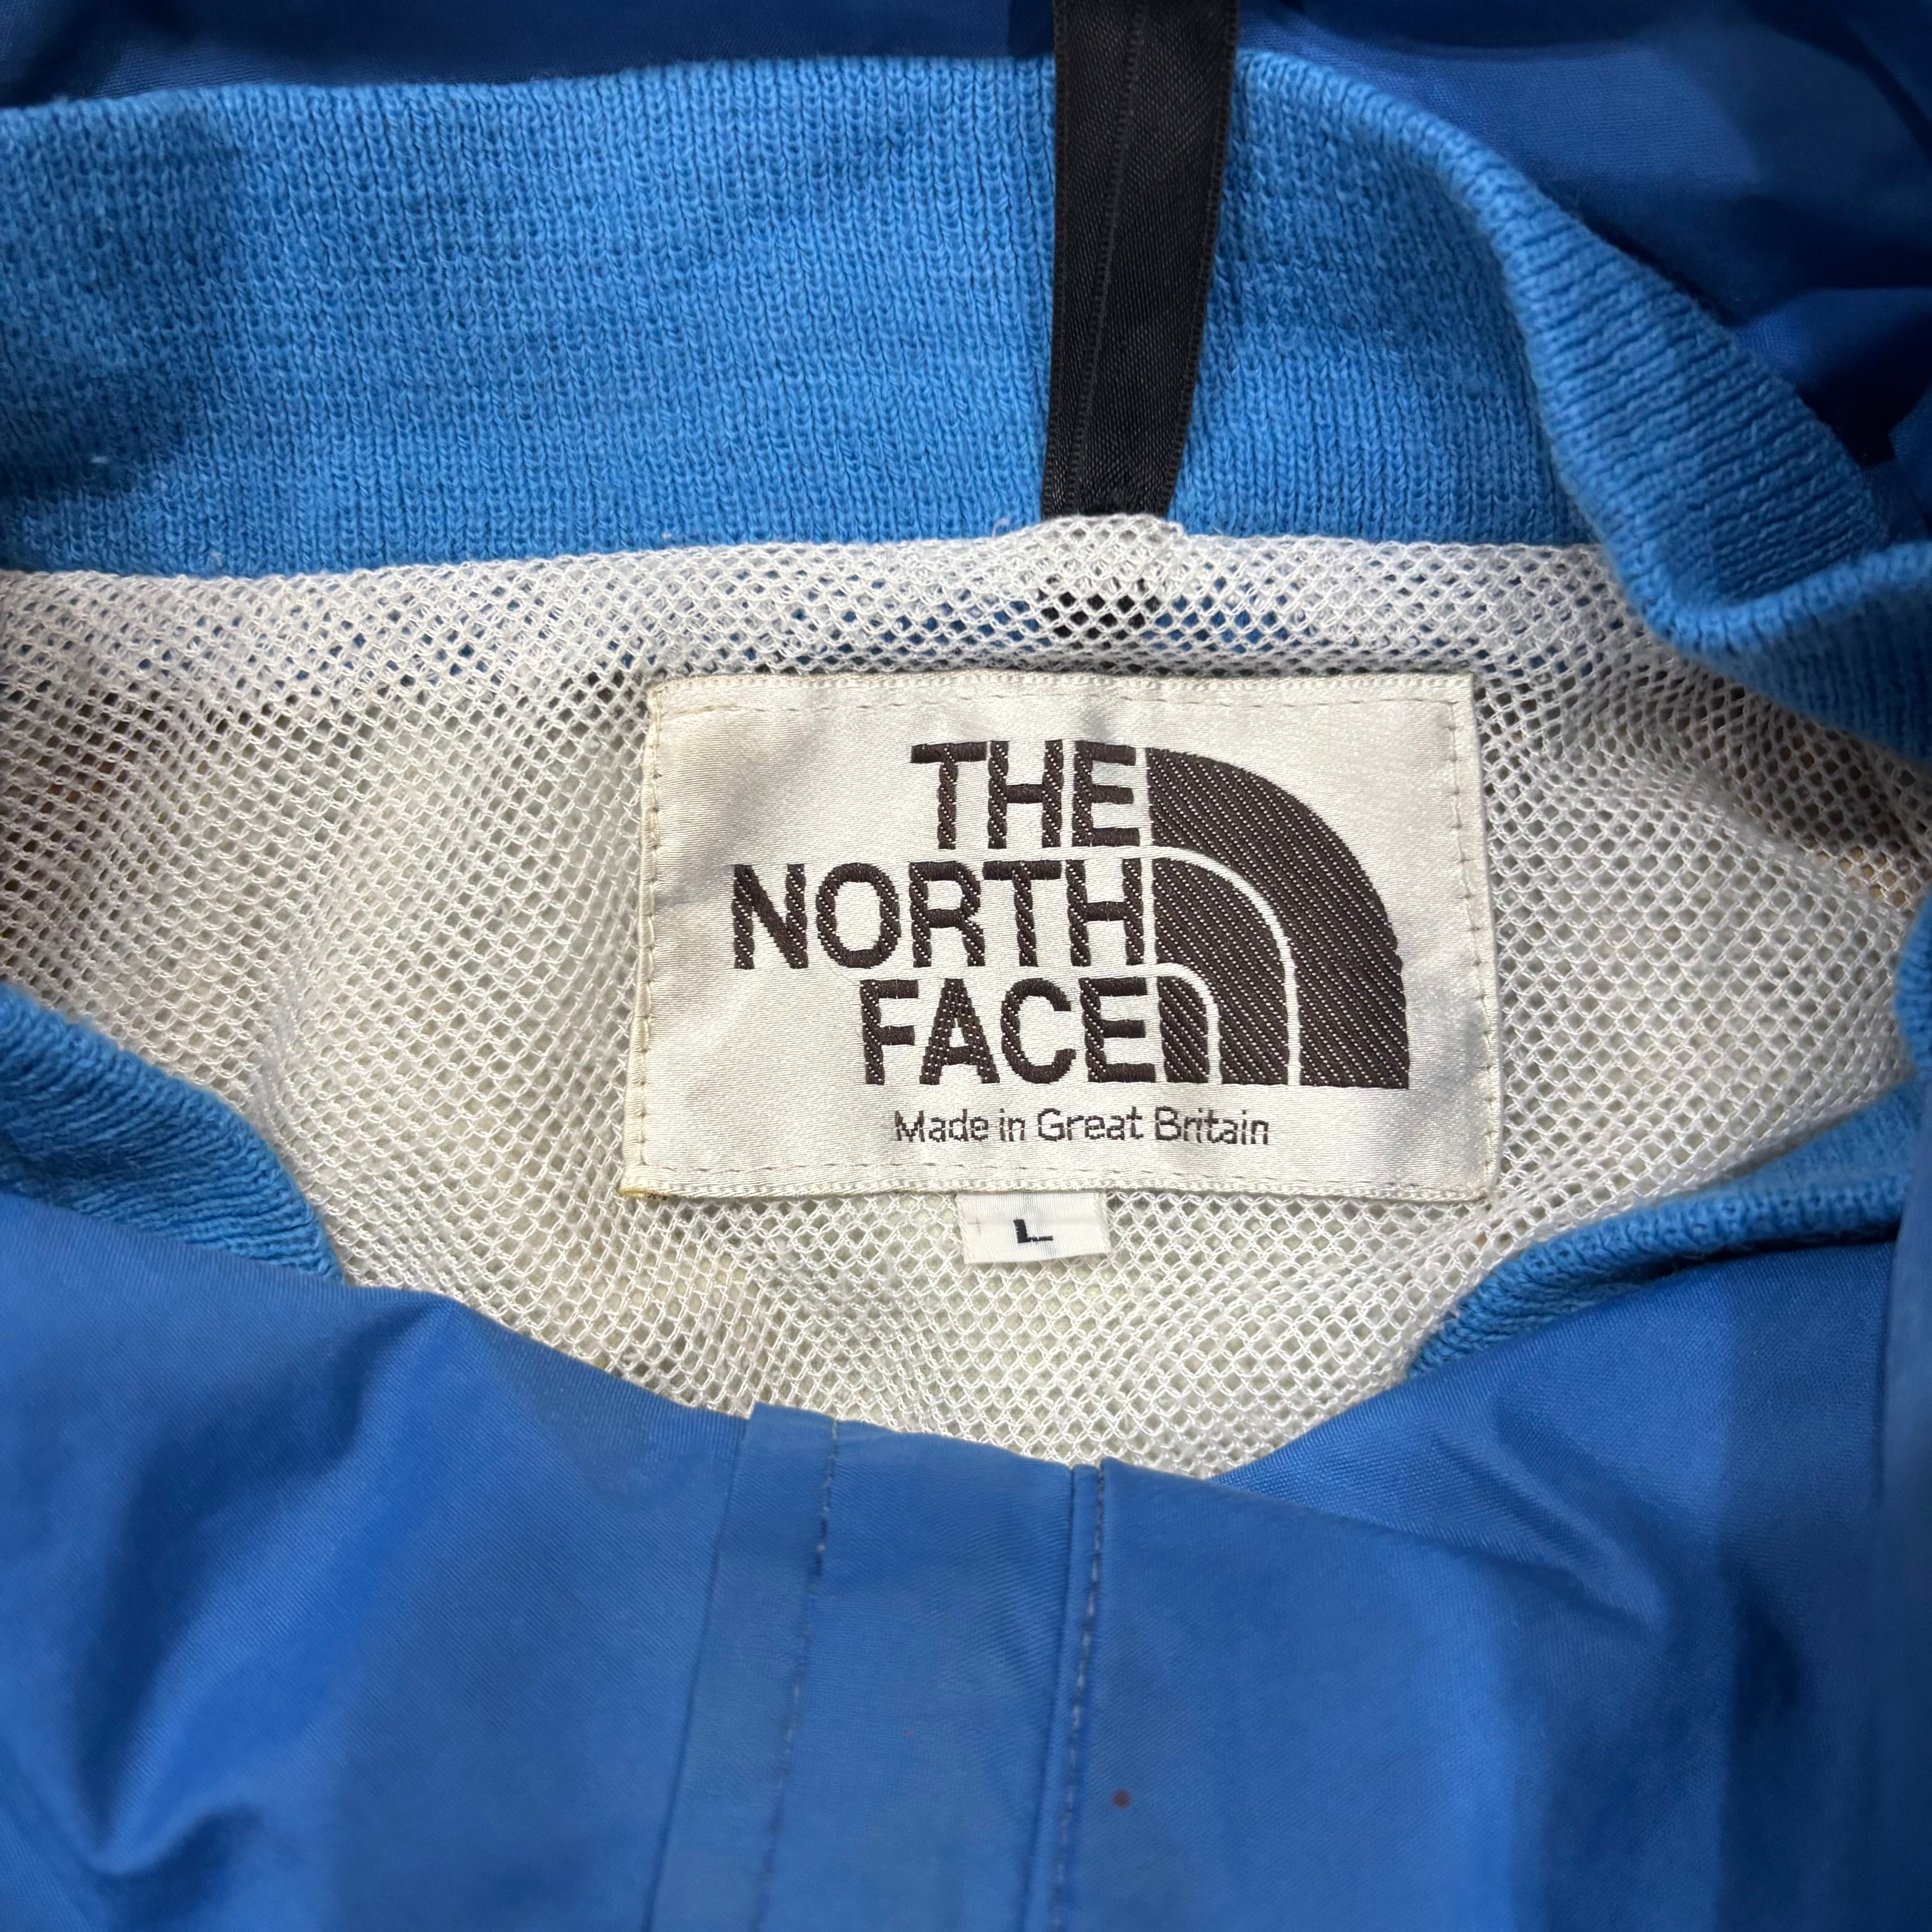 THE
NORTH
FACE
Made in Great Britain
L